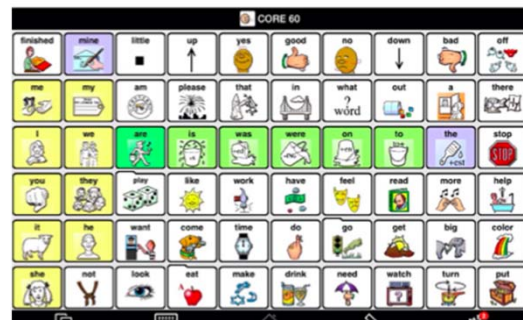 CORE 60
finished mine little up yes good no down bad off
me my am please that in what out a there
? word
I we are is was were on to the stop
+est STOP
you they play like work have feel read more help
it he want come time do go get big color
she not look eat make drink need watch turn put